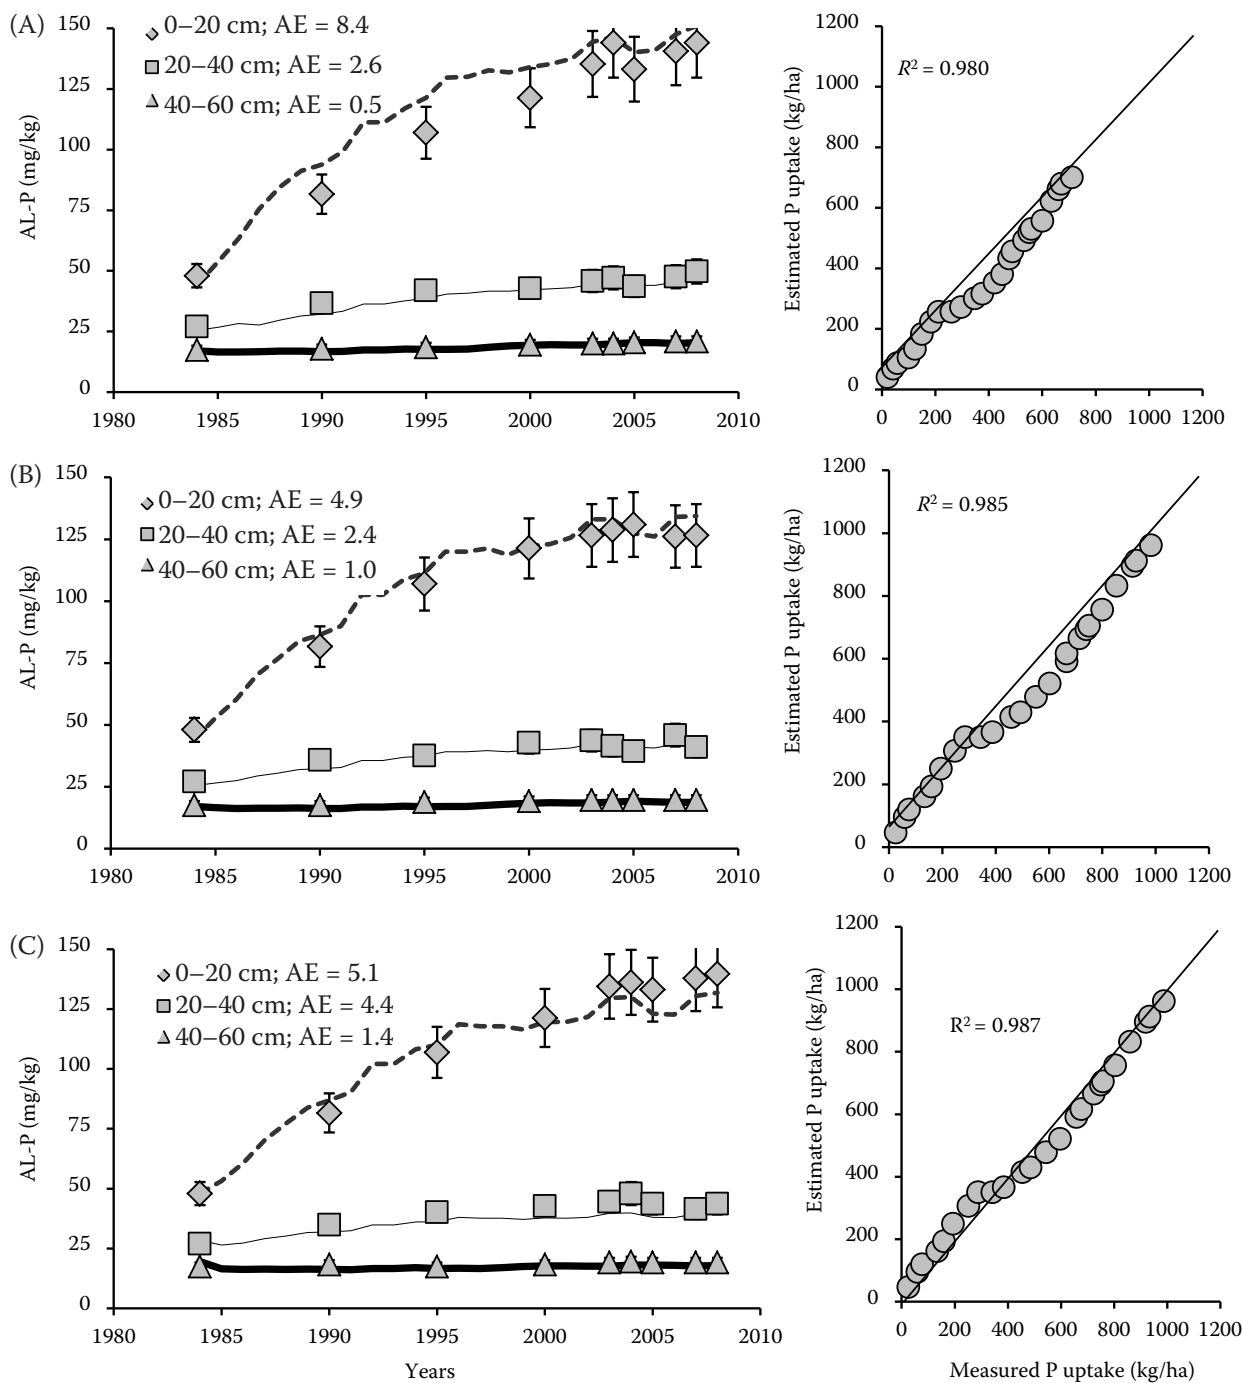 (A)
0–20 cm; AE = 8.4
20–40 cm; AE = 2.6
40–60 cm; AE = 0.5
AL-P (mg/kg)
150
125
100
75
50
25
0
1980 1985 1990 1995 2000 2005 2010
R² = 0.980
Estimated P uptake (kg/ha)
1200
1000
800
600
400
200
0
0 200 400 600 800 1000 1200
(B)
0–20 cm; AE = 4.9
20–40 cm; AE = 2.4
40–60 cm; AE = 1.0
AL-P (mg/kg)
150
125
100
75
50
25
0
1980 1985 1990 1995 2000 2005 2010
R² = 0.985
Estimated P uptake (kg/ha)
1200
1000
800
600
400
200
0
0 200 400 600 800 1000 1200
(C)
0–20 cm; AE = 5.1
20–40 cm; AE = 4.4
40–60 cm; AE = 1.4
AL-P (mg/kg)
150
125
100
75
50
25
0
1980 1985 1990 1995 2000 2005 2010
Years
R² = 0.987
Estimated P uptake (kg/ha)
1200
1000
800
600
400
200
0
0 200 400 600 800 1000 1200
Measured P uptake (kg/ha)